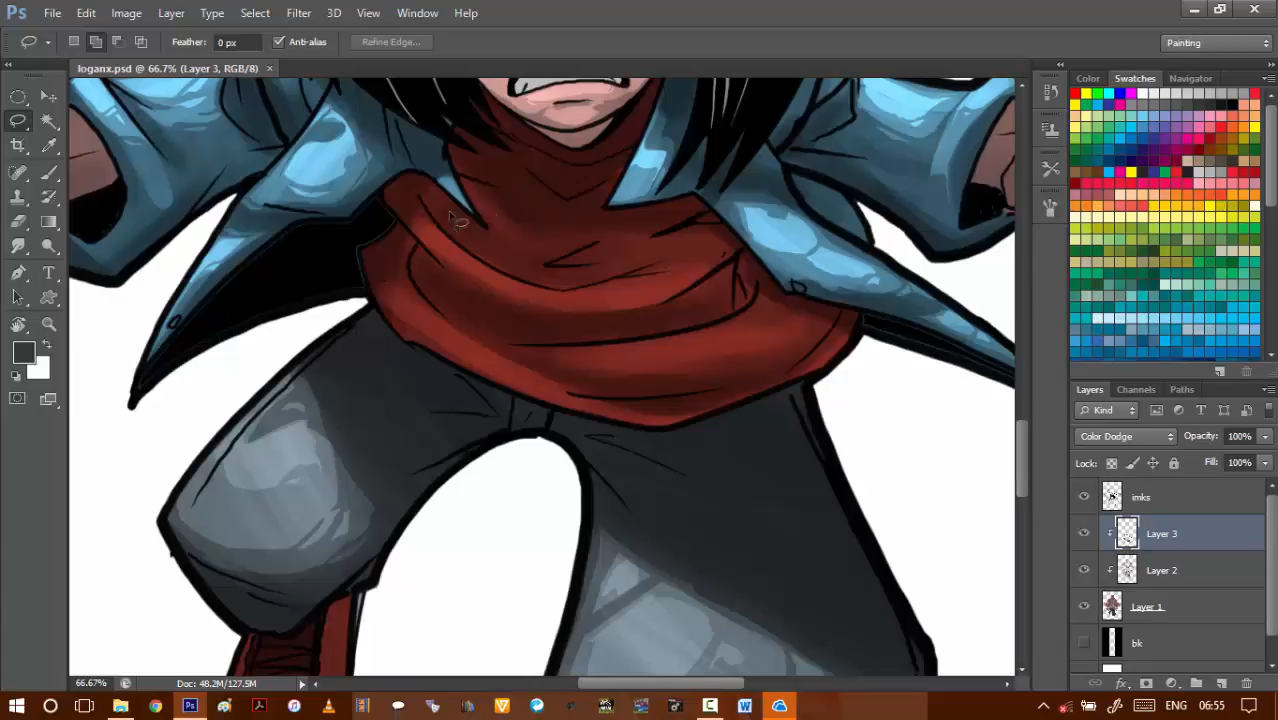 Ps File Edit Image Layer Type Select Filter 3D View Window Help
Feather: 0 px Anti-alias Refine Edge... Painting
loganx.psd @ 66.7% (Layer 3, RGB/8) ×
Color Swatches Navigator
Layers Channels Paths
Kind
Color Dodge Opacity: 100%
Lock: Fill: 100%
imks
Layer 3
Layer 2
Layer 1
bk
66.67% Doc: 48.2M/127.5M
ENG 06:55